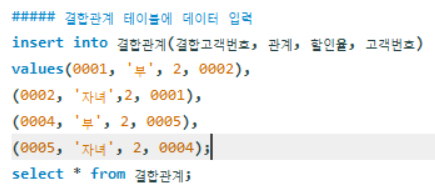 ##### 결합관계 테이블에 데이터 입력
insert into 결합관계(결합고객번호, 관계, 할인율, 고객번호)
values(0001, '부', 2, 0002),
(0002, '자녀',2, 0001),
(0004, '부', 2, 0005),
(0005, '자녀', 2, 0004);
select * from 결합관계;